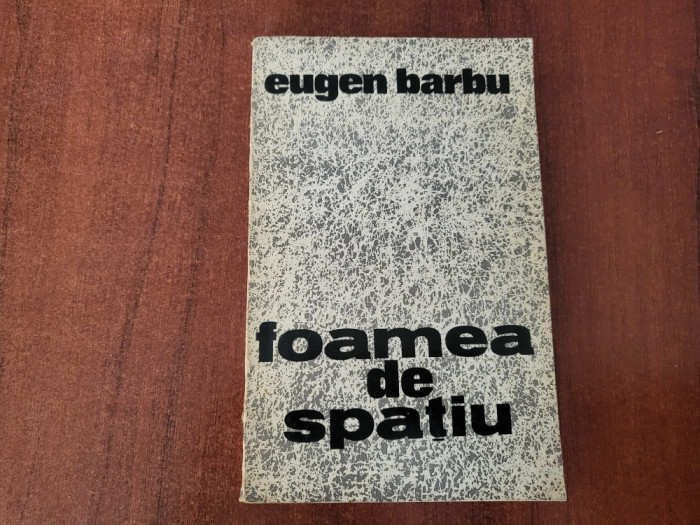 eugen barbu
foamea
de
spațiu